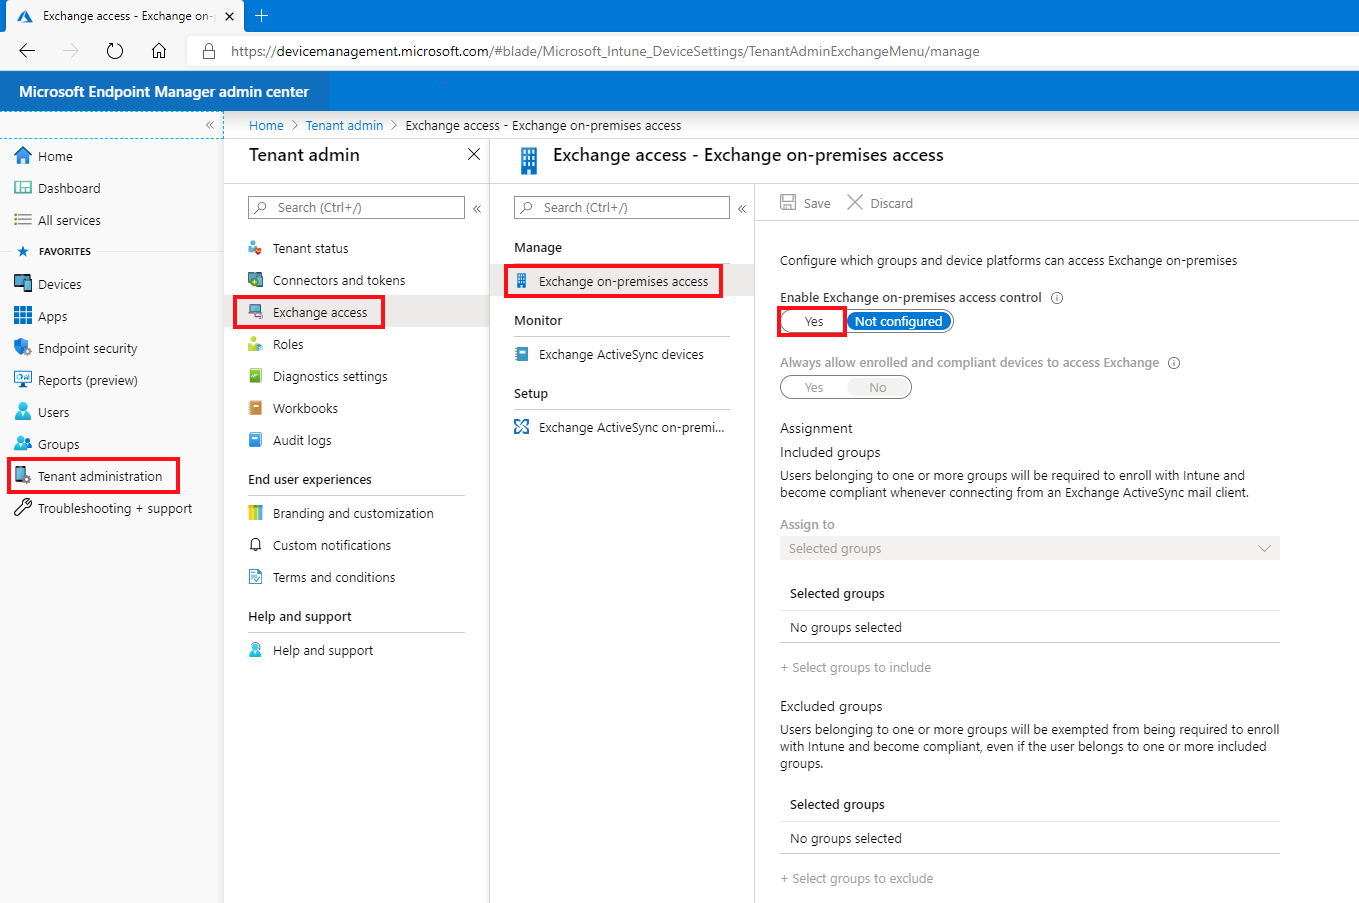 Exchange access - Exchange on-
https://devicemanagement.microsoft.com/#blade/Microsoft_Intune_DeviceSettings/TenantAdminExchangeMenu/manage
Microsoft Endpoint Manager admin center
Home > Tenant admin > Exchange access - Exchange on-premises access
Home
Dashboard
All services
FAVORITES
Devices
Apps
Endpoint security
Reports (preview)
Users
Groups
Tenant administration
Troubleshooting + support
Tenant admin
Search (Ctrl+/)
Tenant status
Connectors and tokens
Exchange access
Roles
Diagnostics settings
Workbooks
Audit logs
End user experiences
Branding and customization
Custom notifications
Terms and conditions
Help and support
Help and support
Exchange access - Exchange on-premises access
Search (Ctrl+/)
Manage
Exchange on-premises access
Monitor
Exchange ActiveSync devices
Setup
Exchange ActiveSync on-premi...
Save Discard
Configure which groups and device platforms can access Exchange on-premises
Enable Exchange on-premises access control
Yes Not configured
Always allow enrolled and compliant devices to access Exchange
Yes No
Assignment
Included groups
Users belonging to one or more groups will be required to enroll with Intune and
become compliant whenever connecting from an Exchange ActiveSync mail client.
Assign to
Selected groups
Selected groups
No groups selected
+ Select groups to include
Excluded groups
Users belonging to one or more groups will be exempted from being required to enroll
with Intune and become compliant, even if the user belongs to one or more included
groups.
Selected groups
No groups selected
+ Select groups to exclude